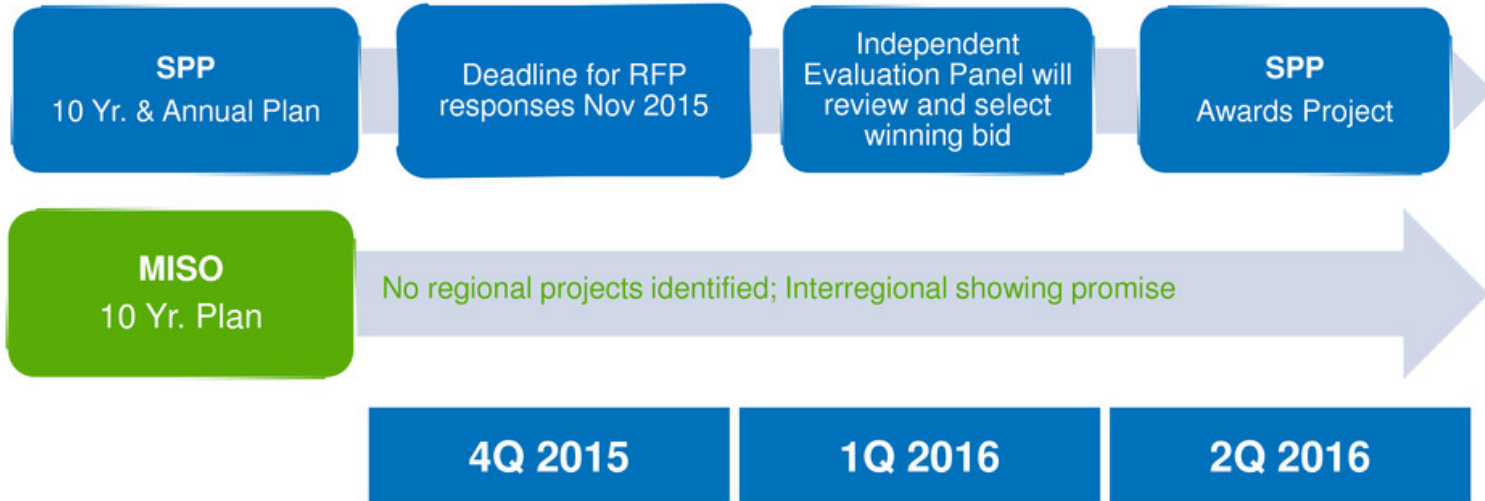 SPP
10 Yr. & Annual Plan
Deadline for RFP
responses Nov 2015
Independent
Evaluation Panel will
review and select
winning bid
SPP
Awards Project
MISO
10 Yr. Plan
No regional projects identified; Interregional showing promise
4Q 2015
1Q 2016
2Q 2016